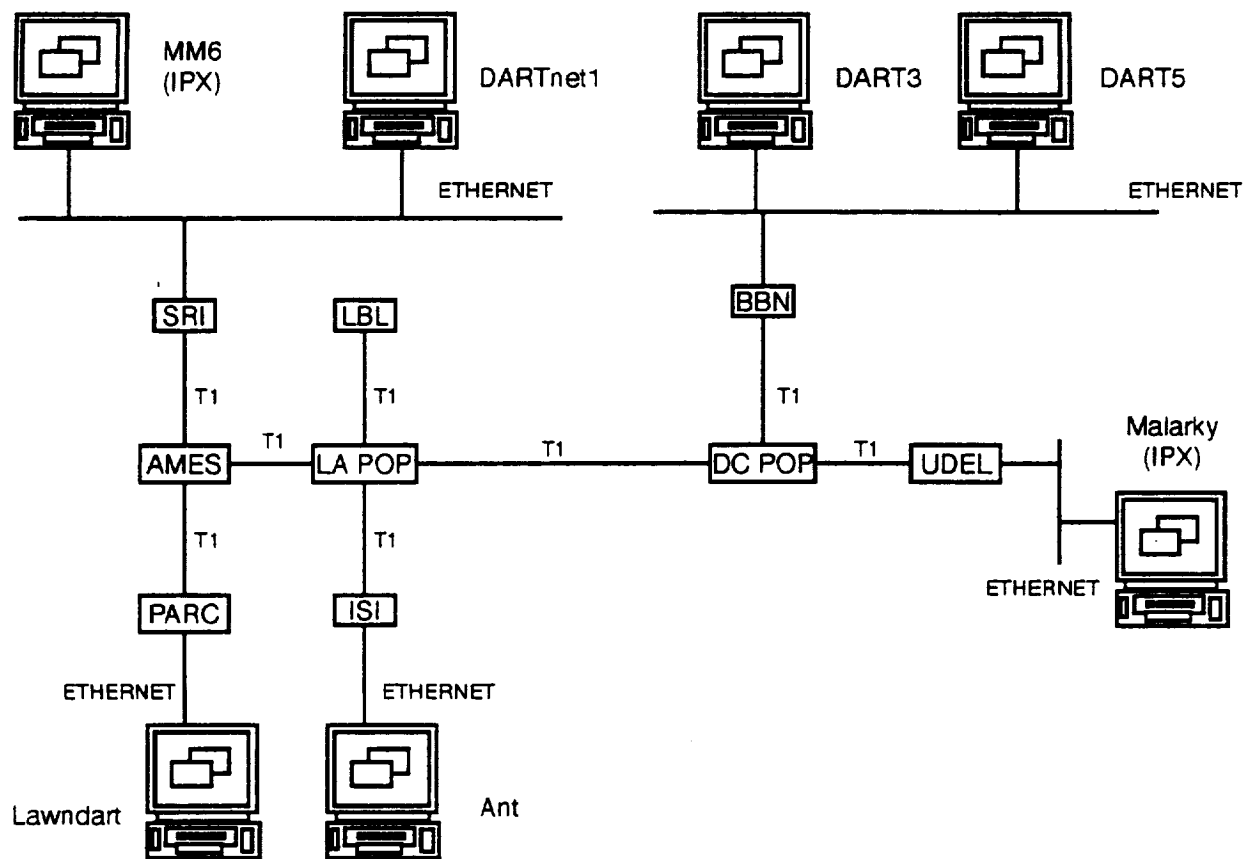 MM6
(IPX)
DARTnet1
DART3
DART5
ETHERNET
ETHERNET
SRI
LBL
BBN
T1
T1
T1
AMES
T1
LA POP
T1
DC POP
T1
UDEL
Malarky
(IPX)
T1
T1
ETHERNET
PARC
ISI
ETHERNET
ETHERNET
Lawndart
Ant